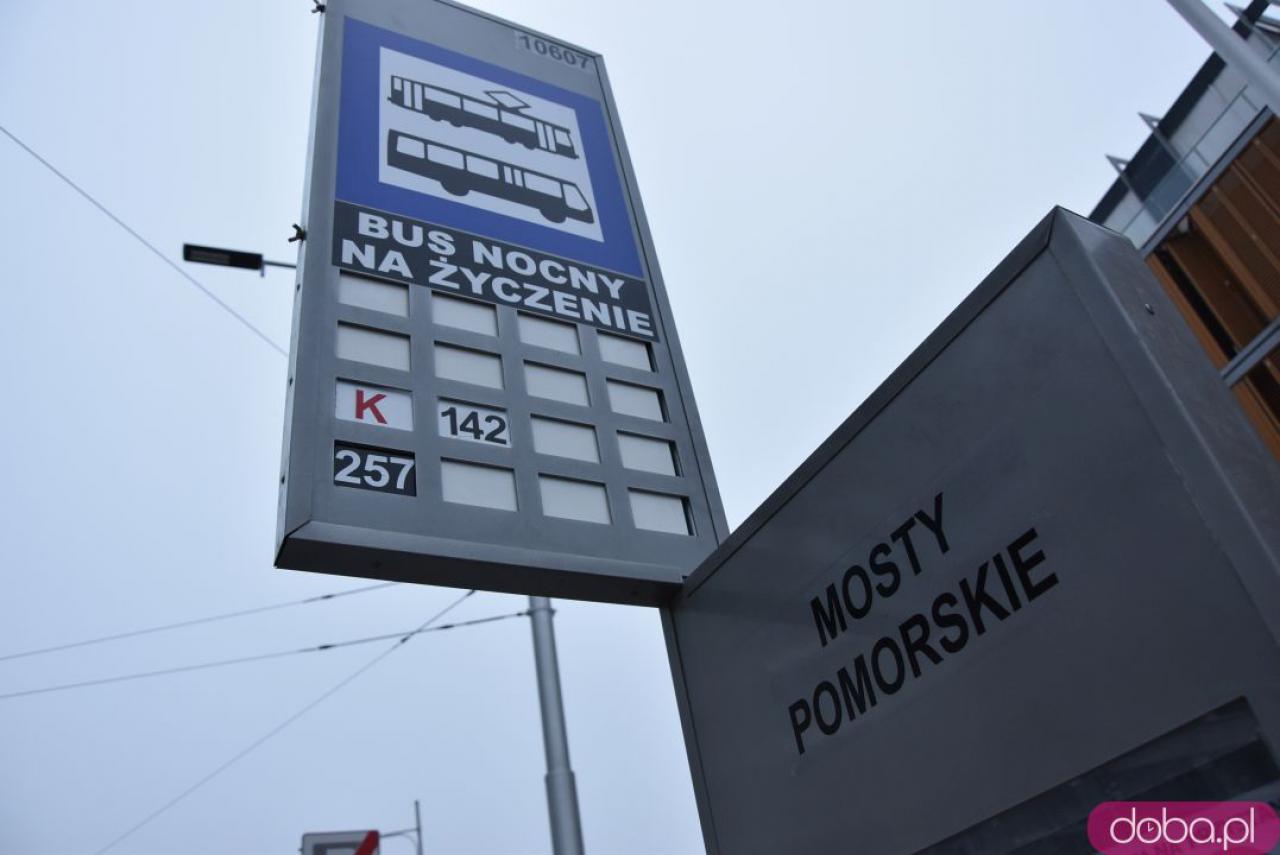 10607
BUS NOCNY
NA ŻYCZENIE
K 142
257
MOSTY
POMORSKIE
doba.pl